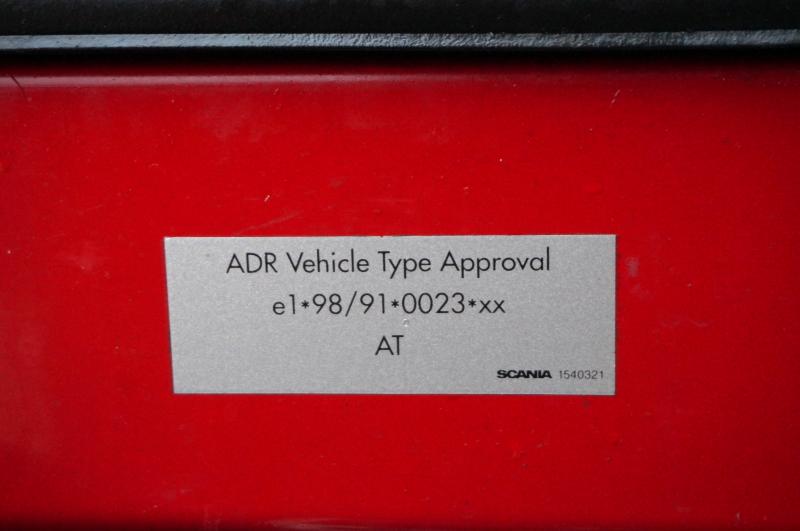 ADR Vehicle Type Approval
e1*98/91*0023*xx
AT
SCANIA 1540321